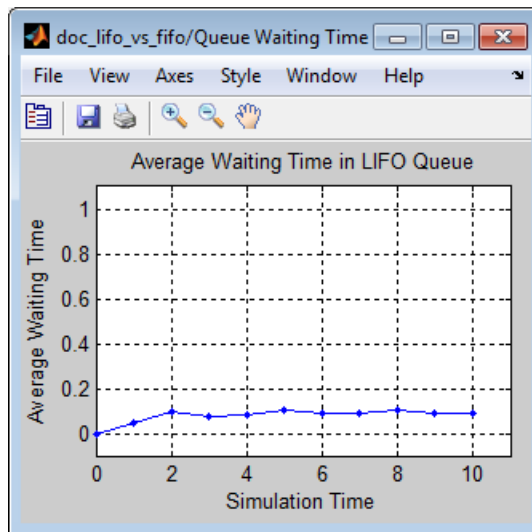 doc_lifo_vs_fifo/Queue Waiting Time
File View Axes Style Window Help
Average Waiting Time in LIFO Queue
Average Waiting Time
1
0.8
0.6
0.4
0.2
0
0 2 4 6 8 10
Simulation Time